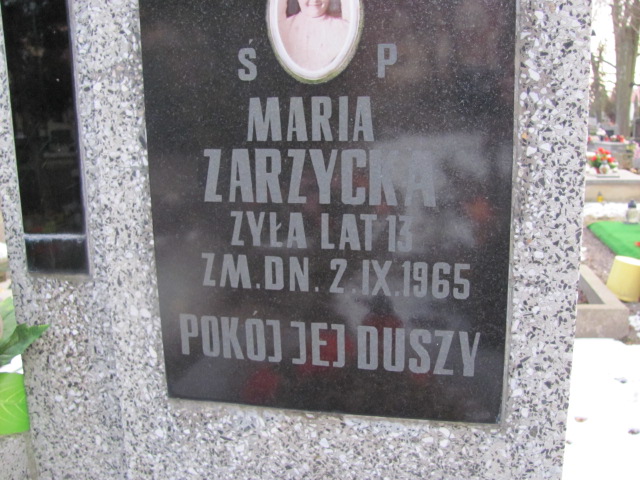 Ś P
MARIA
ZARZYCKA
ŻYŁA LAT 13
ZM. DN. 2.IX.1965
POKÓJ JEJ DUSZY